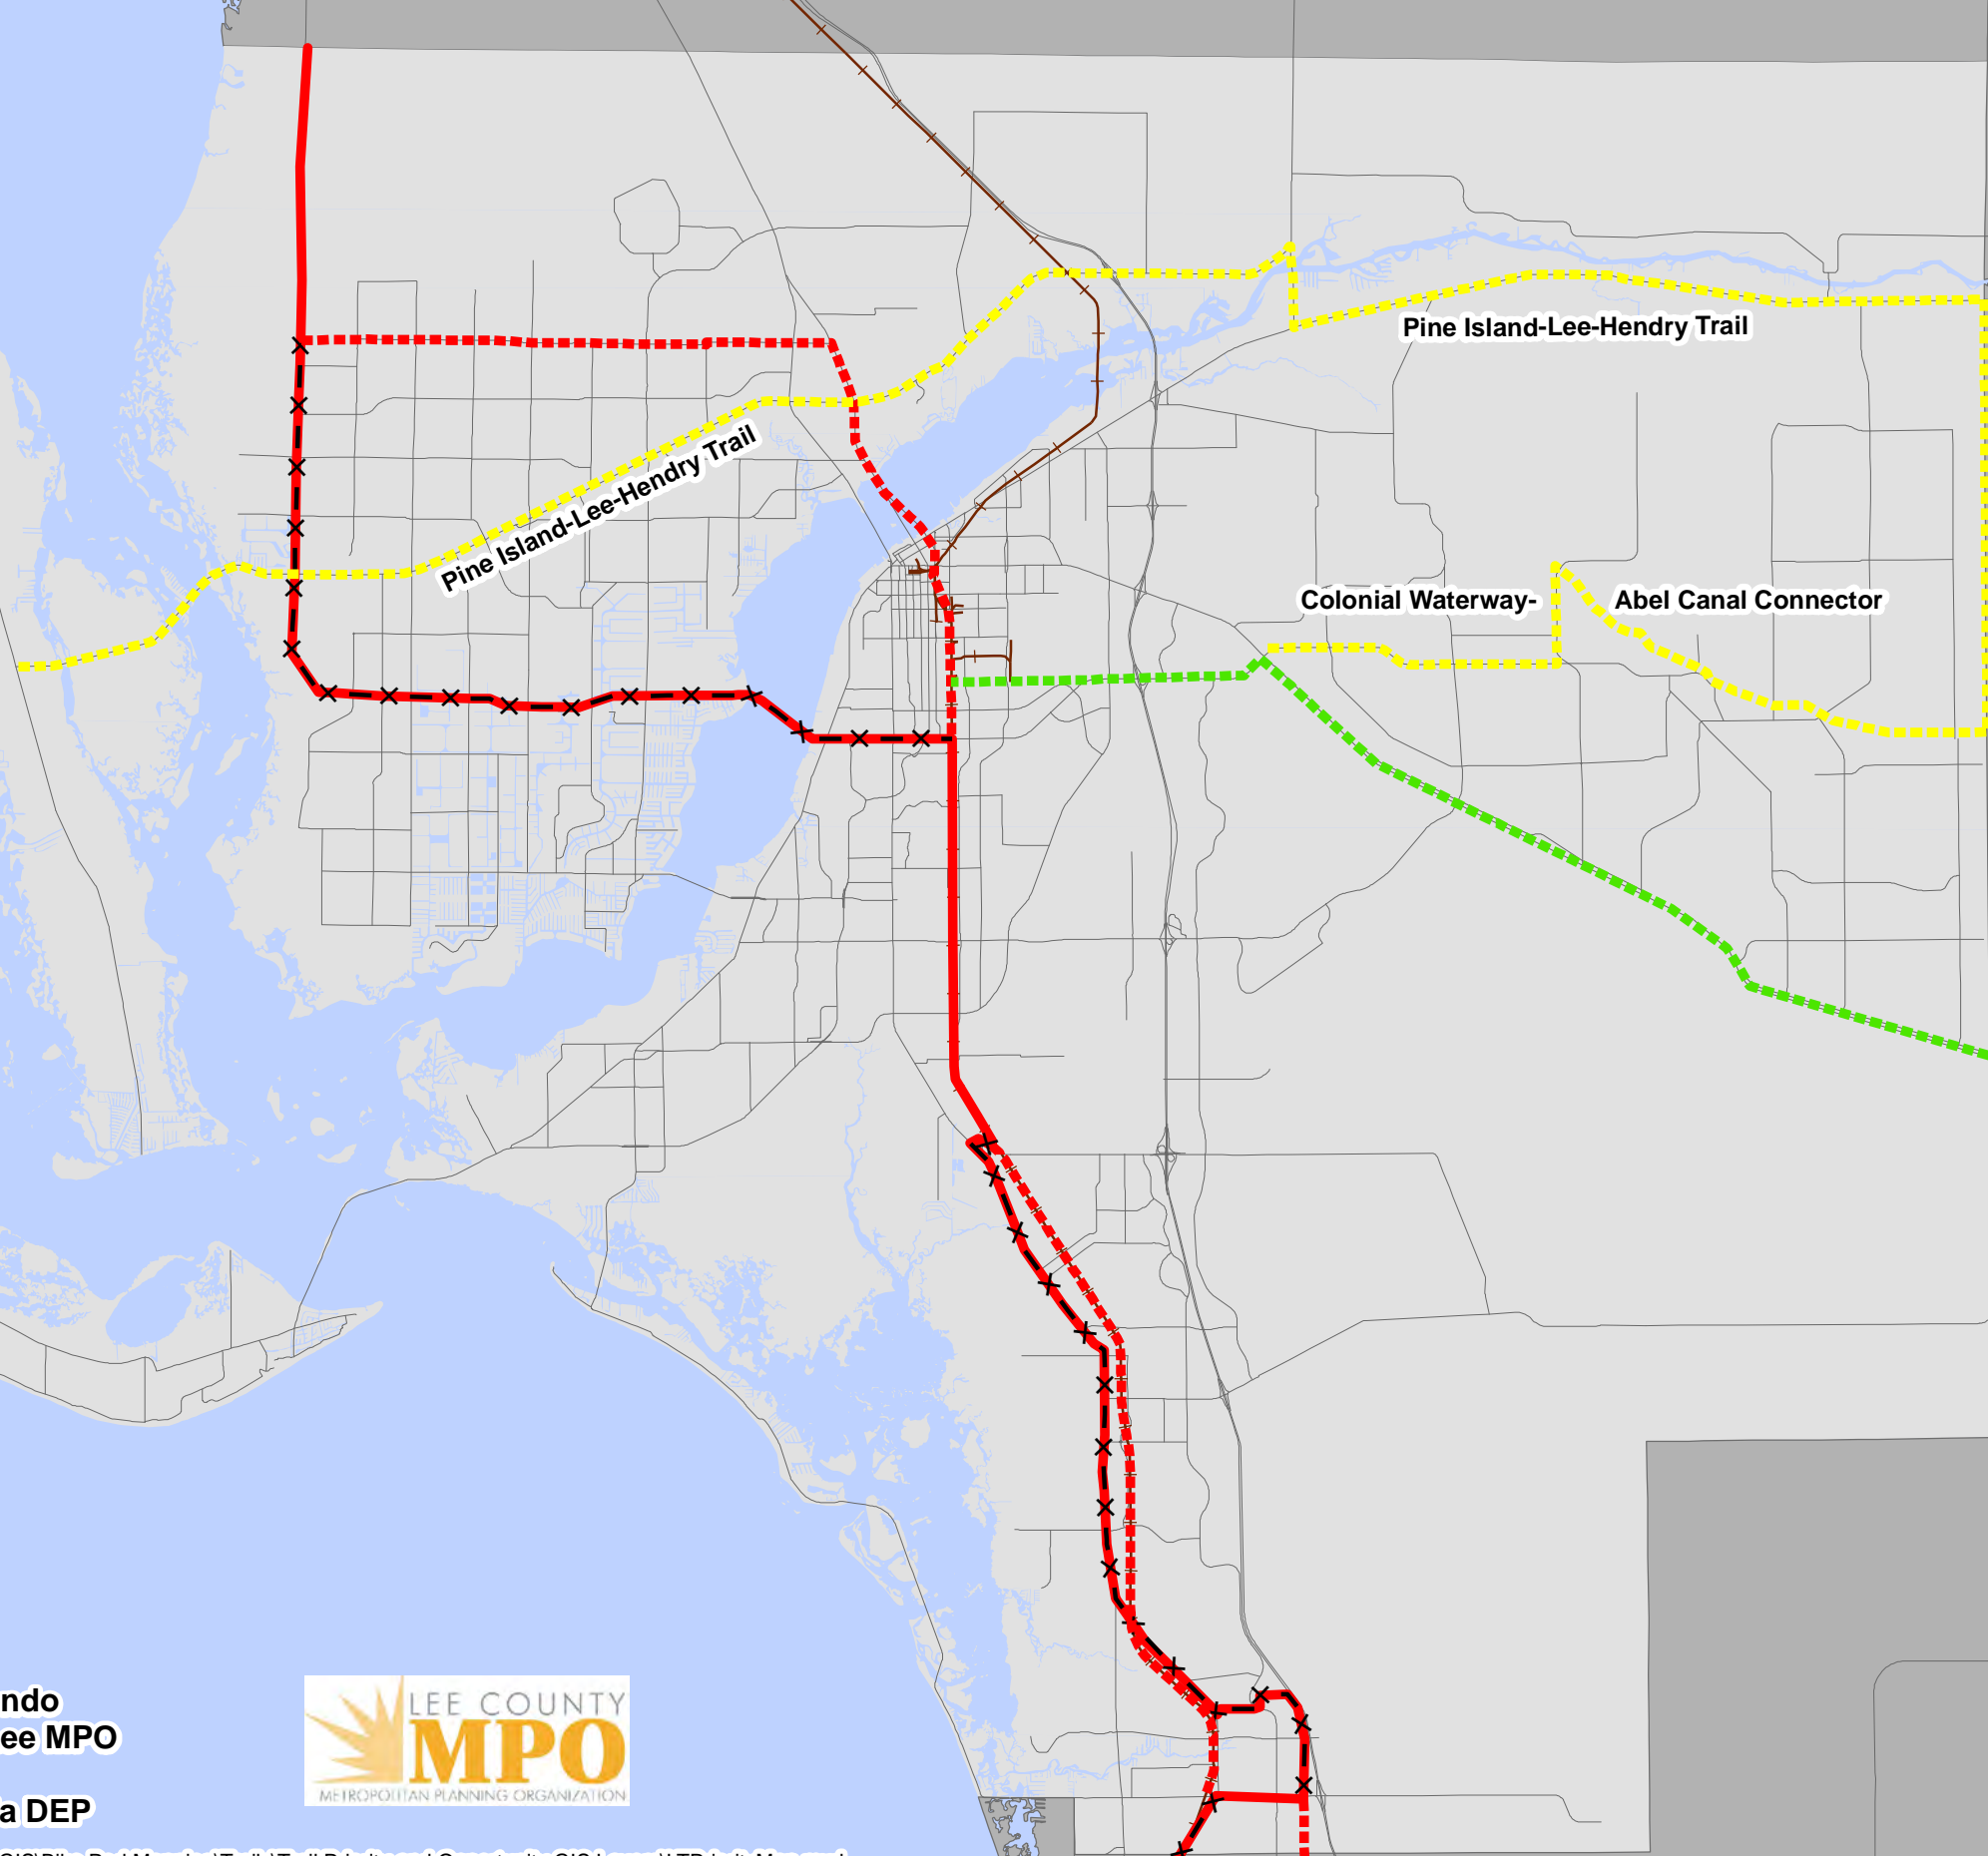 Pine Island-Lee-Hendry Trail
Pine Island-Lee-Hendry Trail
Colonial Waterway-
Abel Canal Connector
ndo
ee MPO
a DEP
LEE COUNTY
MPO
METROPOLITAN PLANNING ORGANIZATION